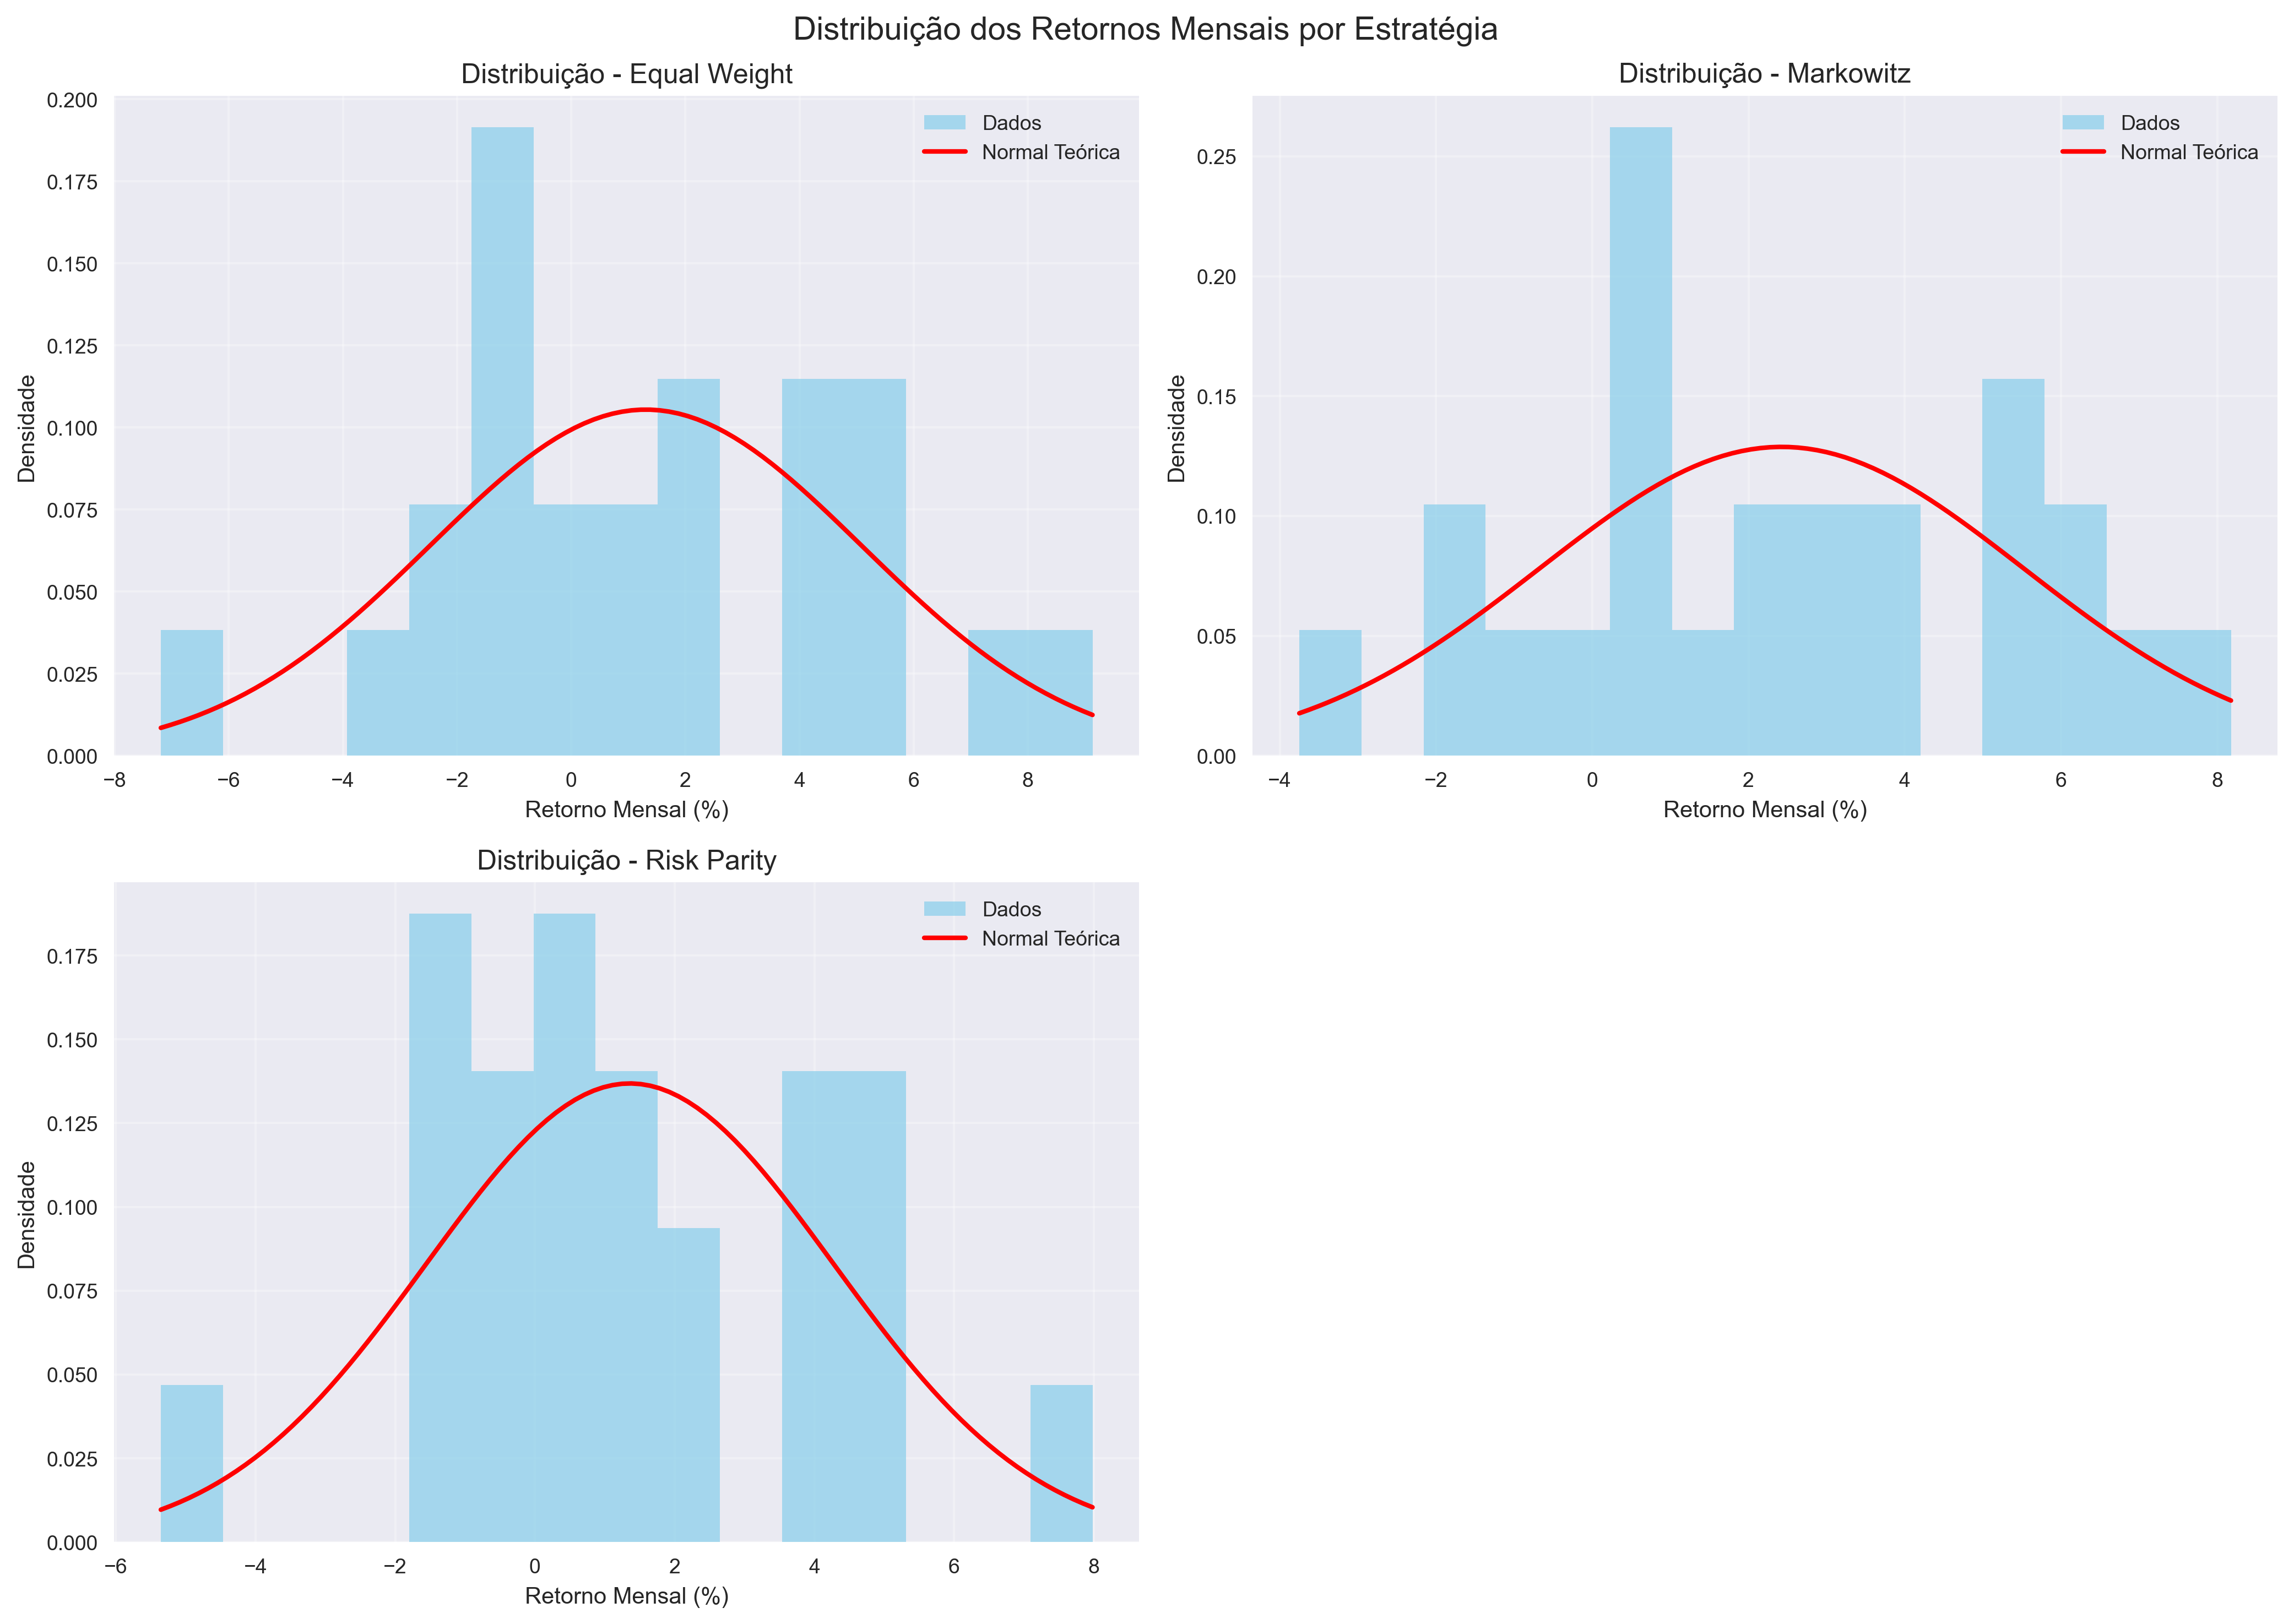 Distribuição dos Retornos Mensais por Estratégia
Distribuição - Equal Weight
Dados
Normal Teórica
0.200
0.175
0.150
0.125
0.100
0.075
0.050
0.025
0.000
Densidade
−8 −6 −4 −2 0 2 4 6 8
Retorno Mensal (%)
Distribuição - Markowitz
Dados
Normal Teórica
0.25
0.20
0.15
0.10
0.05
0.00
Densidade
−4 −2 0 2 4 6 8
Retorno Mensal (%)
Distribuição - Risk Parity
Dados
Normal Teórica
0.175
0.150
0.125
0.100
0.075
0.050
0.025
0.000
Densidade
−6 −4 −2 0 2 4 6 8
Retorno Mensal (%)